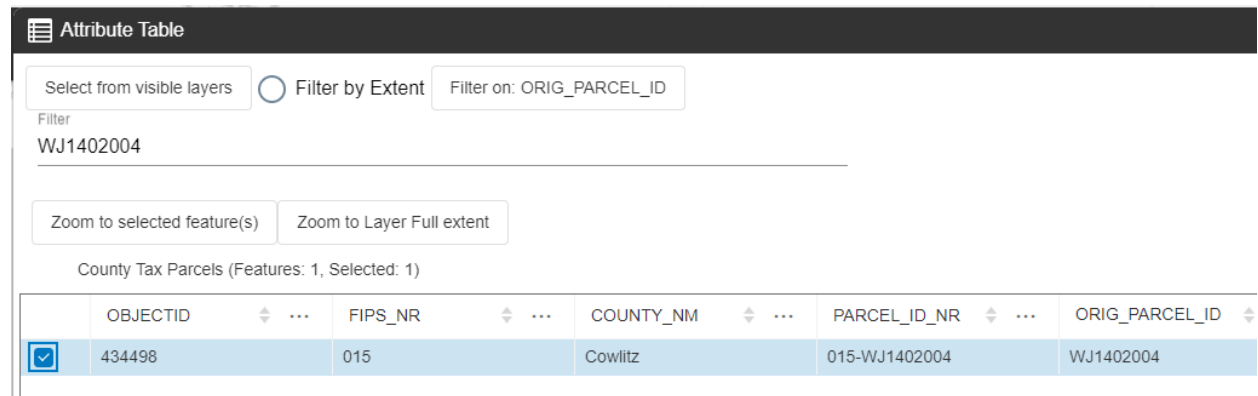 Attribute Table
Select from visible layers Filter by Extent Filter on: ORIG_PARCEL_ID
Filter
WJ1402004
Zoom to selected feature(s) Zoom to Layer Full extent
County Tax Parcels (Features: 1, Selected: 1)
OBJECTID ... FIPS_NR ... COUNTY_NM ... PARCEL_ID_NR ... ORIG_PARCEL_ID
434498 015 Cowlitz 015-WJ1402004 WJ1402004